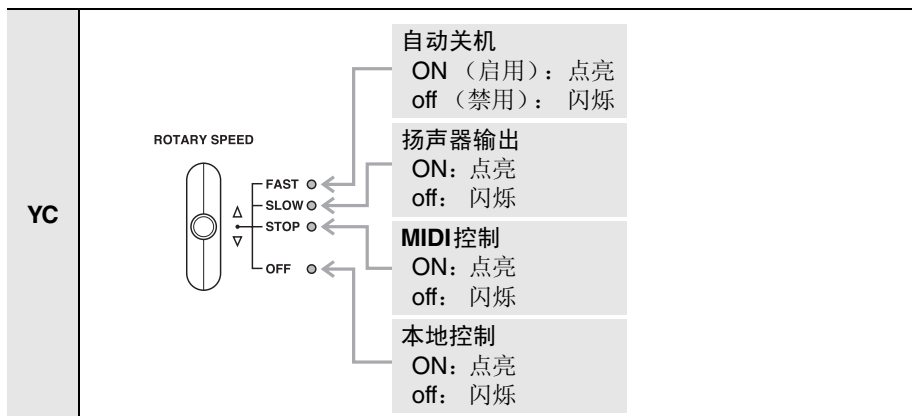 YC
ROTARY SPEED
FAST
SLOW
STOP
OFF
自动关机
ON （启用）：点亮
off （禁用）： 闪烁
扬声器输出
ON：点亮
off： 闪烁
MIDI控制
ON：点亮
off： 闪烁
本地控制
ON：点亮
off： 闪烁